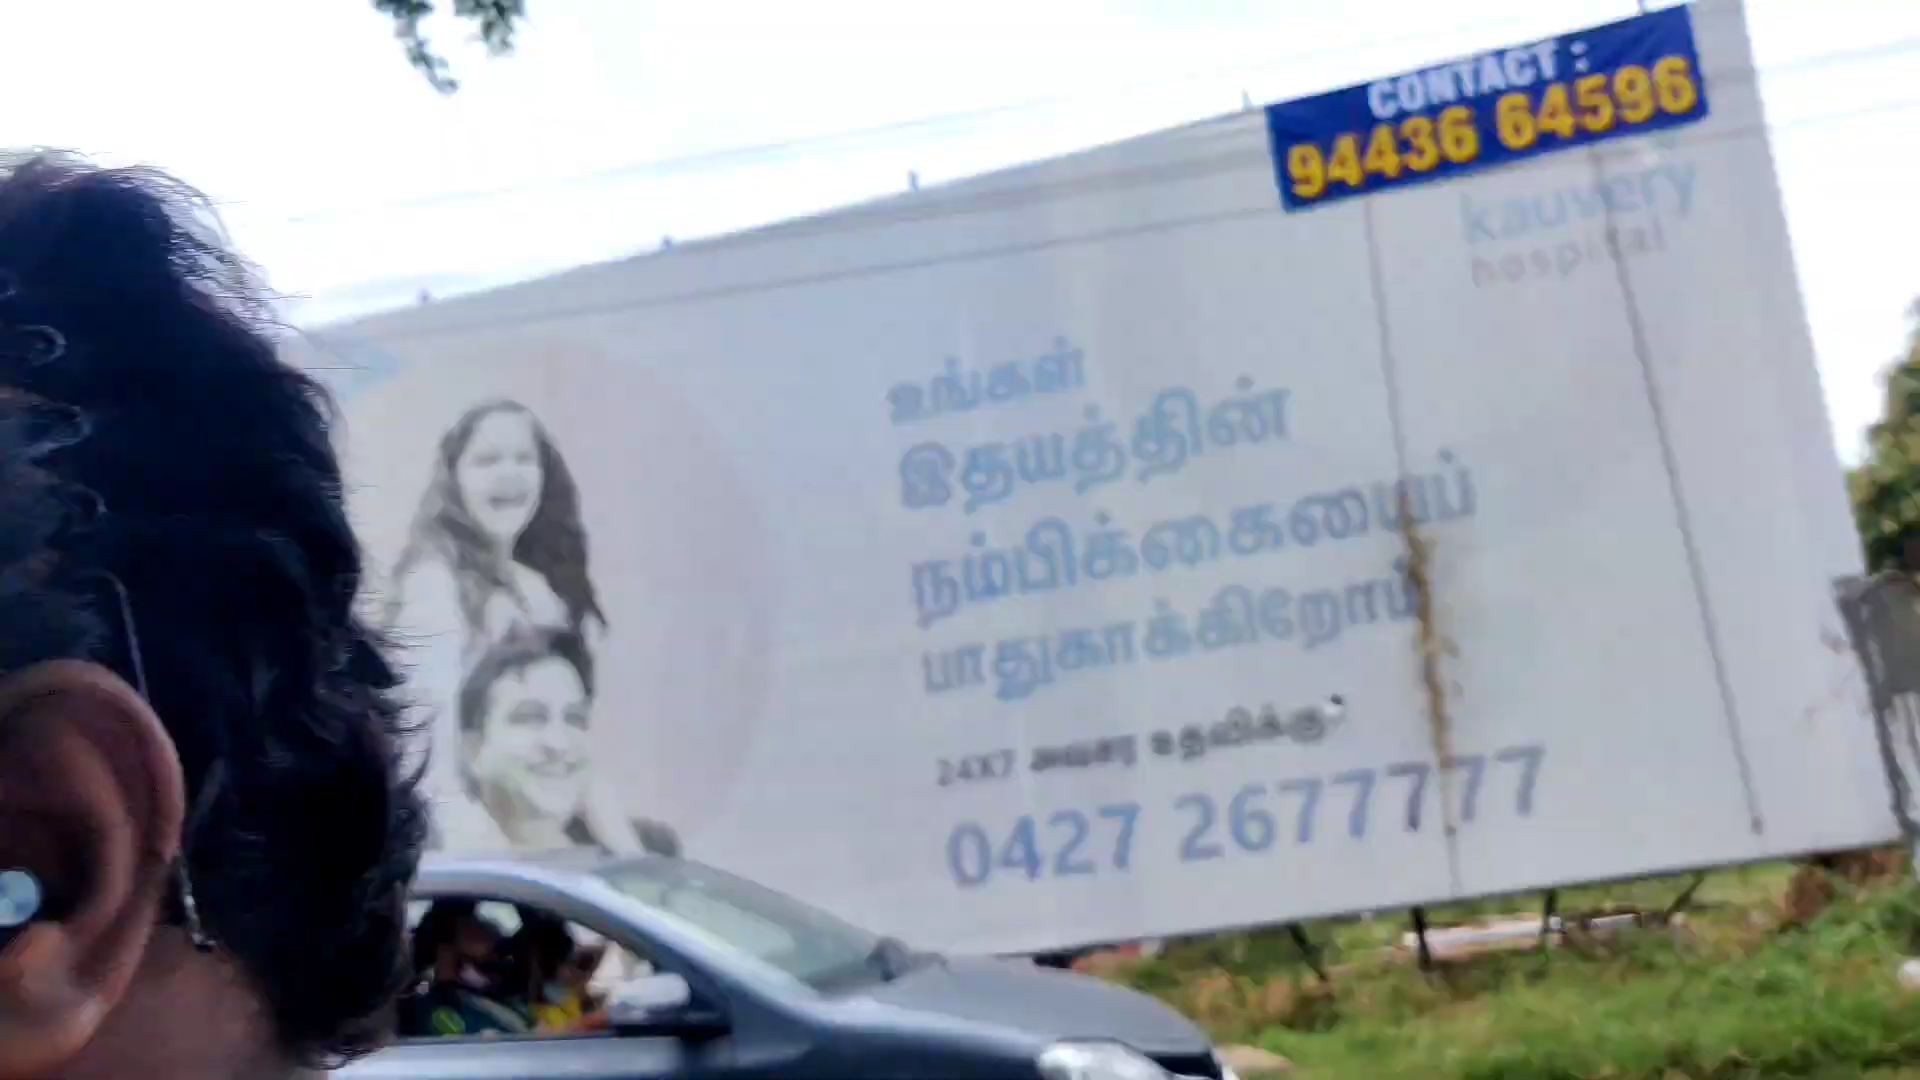 CONTACT :
94436 64596
kauvery
hospital
உங்கள்
இதயத்தின்
நம்பிக்கையைப்
பாதுகாக்கிறோம்
24X7 அவசர உதவிக்கு
0427 2677777